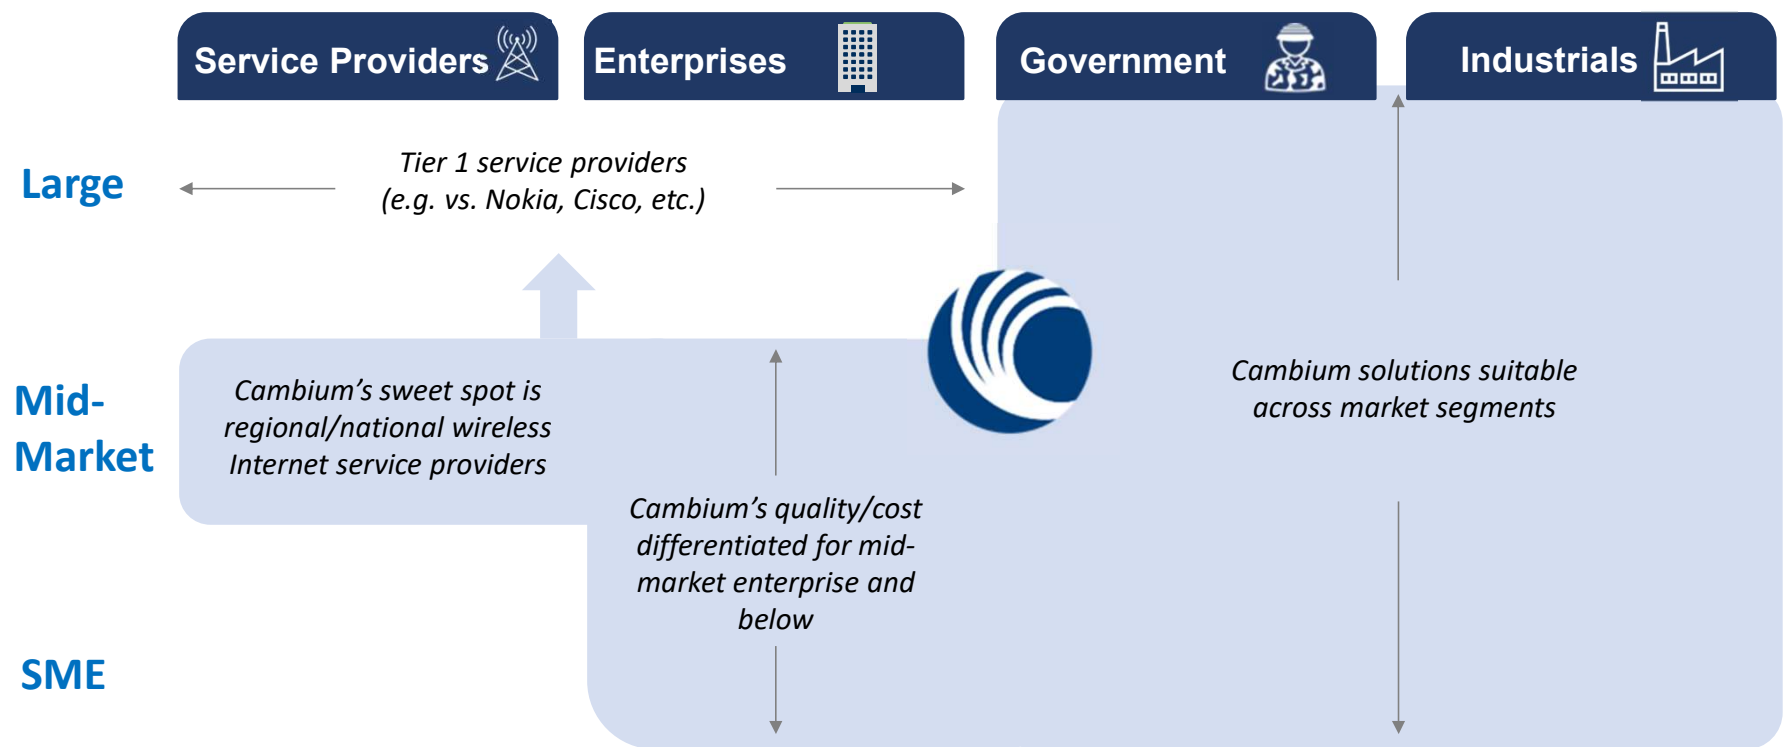 Service Providers
Enterprises
Government
Industrials
Large
Tier 1 service providers
(e.g. vs. Nokia, Cisco, etc.)
Mid-
Market
Cambium’s sweet spot is
regional/national wireless
Internet service providers
Cambium’s quality/cost
differentiated for mid-
market enterprise and
below
Cambium solutions suitable
across market segments
SME